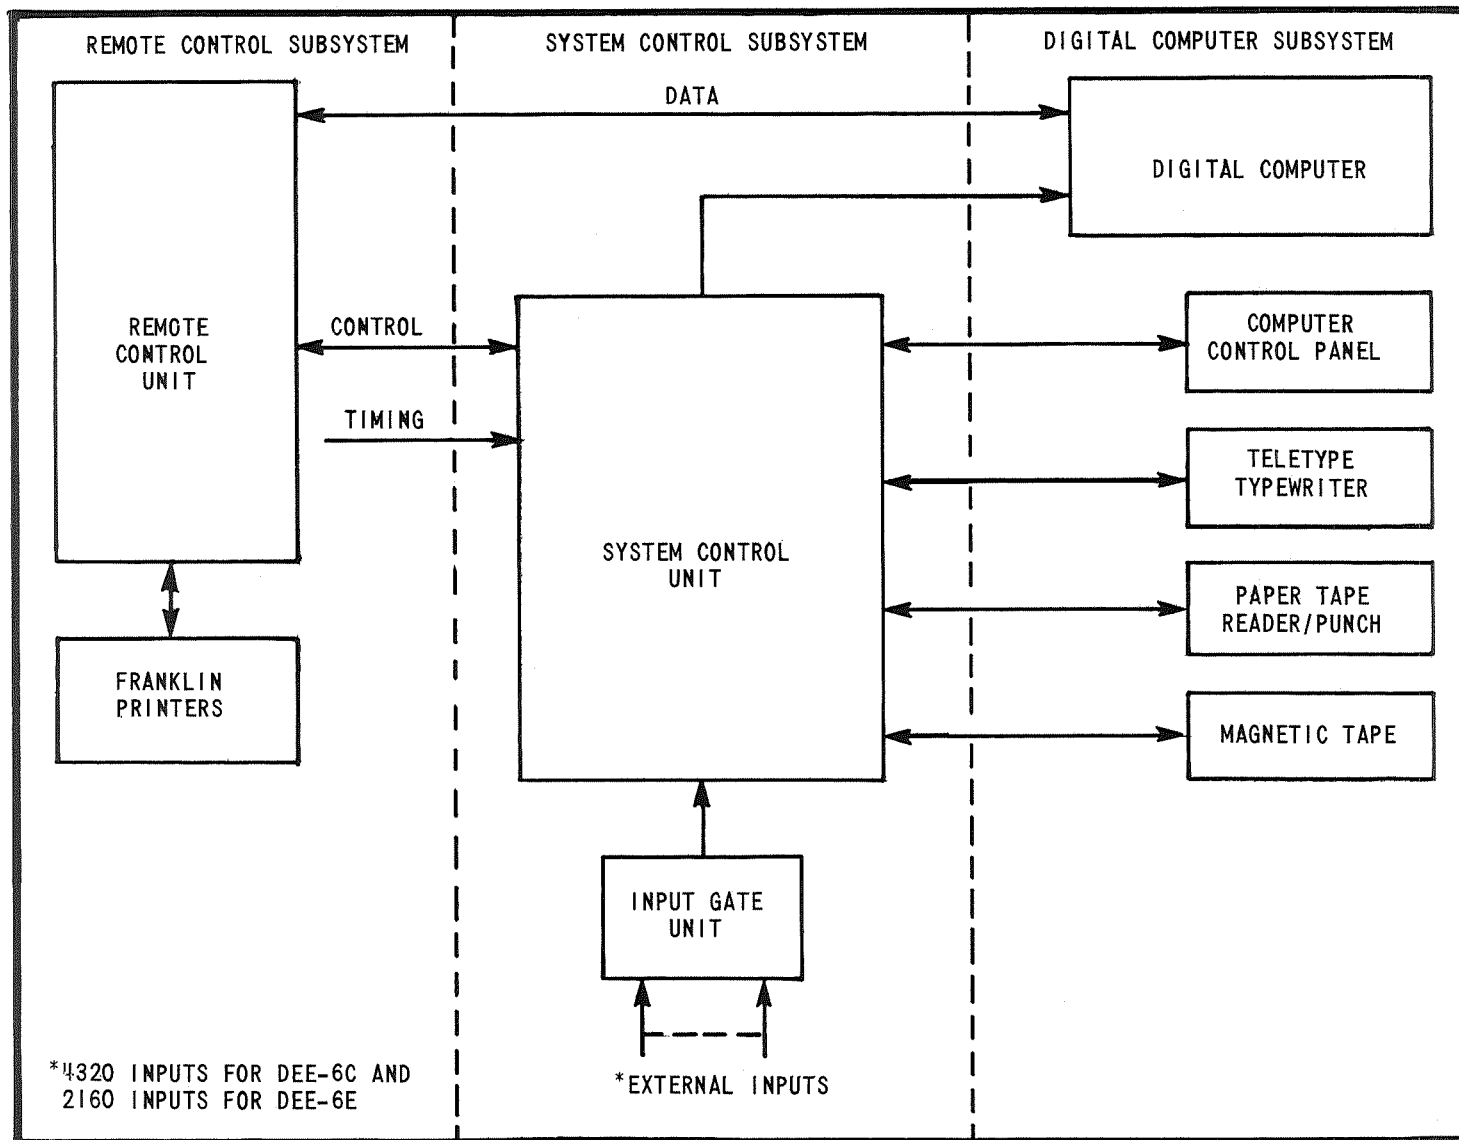 REMOTE CONTROL SUBSYSTEM
SYSTEM CONTROL SUBSYSTEM
DIGITAL COMPUTER SUBSYSTEM
DATA
DIGITAL COMPUTER
REMOTE
CONTROL
UNIT
CONTROL
TIMING
COMPUTER
CONTROL PANEL
TELETYPE
TYPEWRITER
SYSTEM CONTROL
UNIT
PAPER TAPE
READER/PUNCH
FRANKLIN
PRINTERS
MAGNETIC TAPE
INPUT GATE
UNIT
*EXTERNAL INPUTS
*4320 INPUTS FOR DEE-6C AND
2160 INPUTS FOR DEE-6E